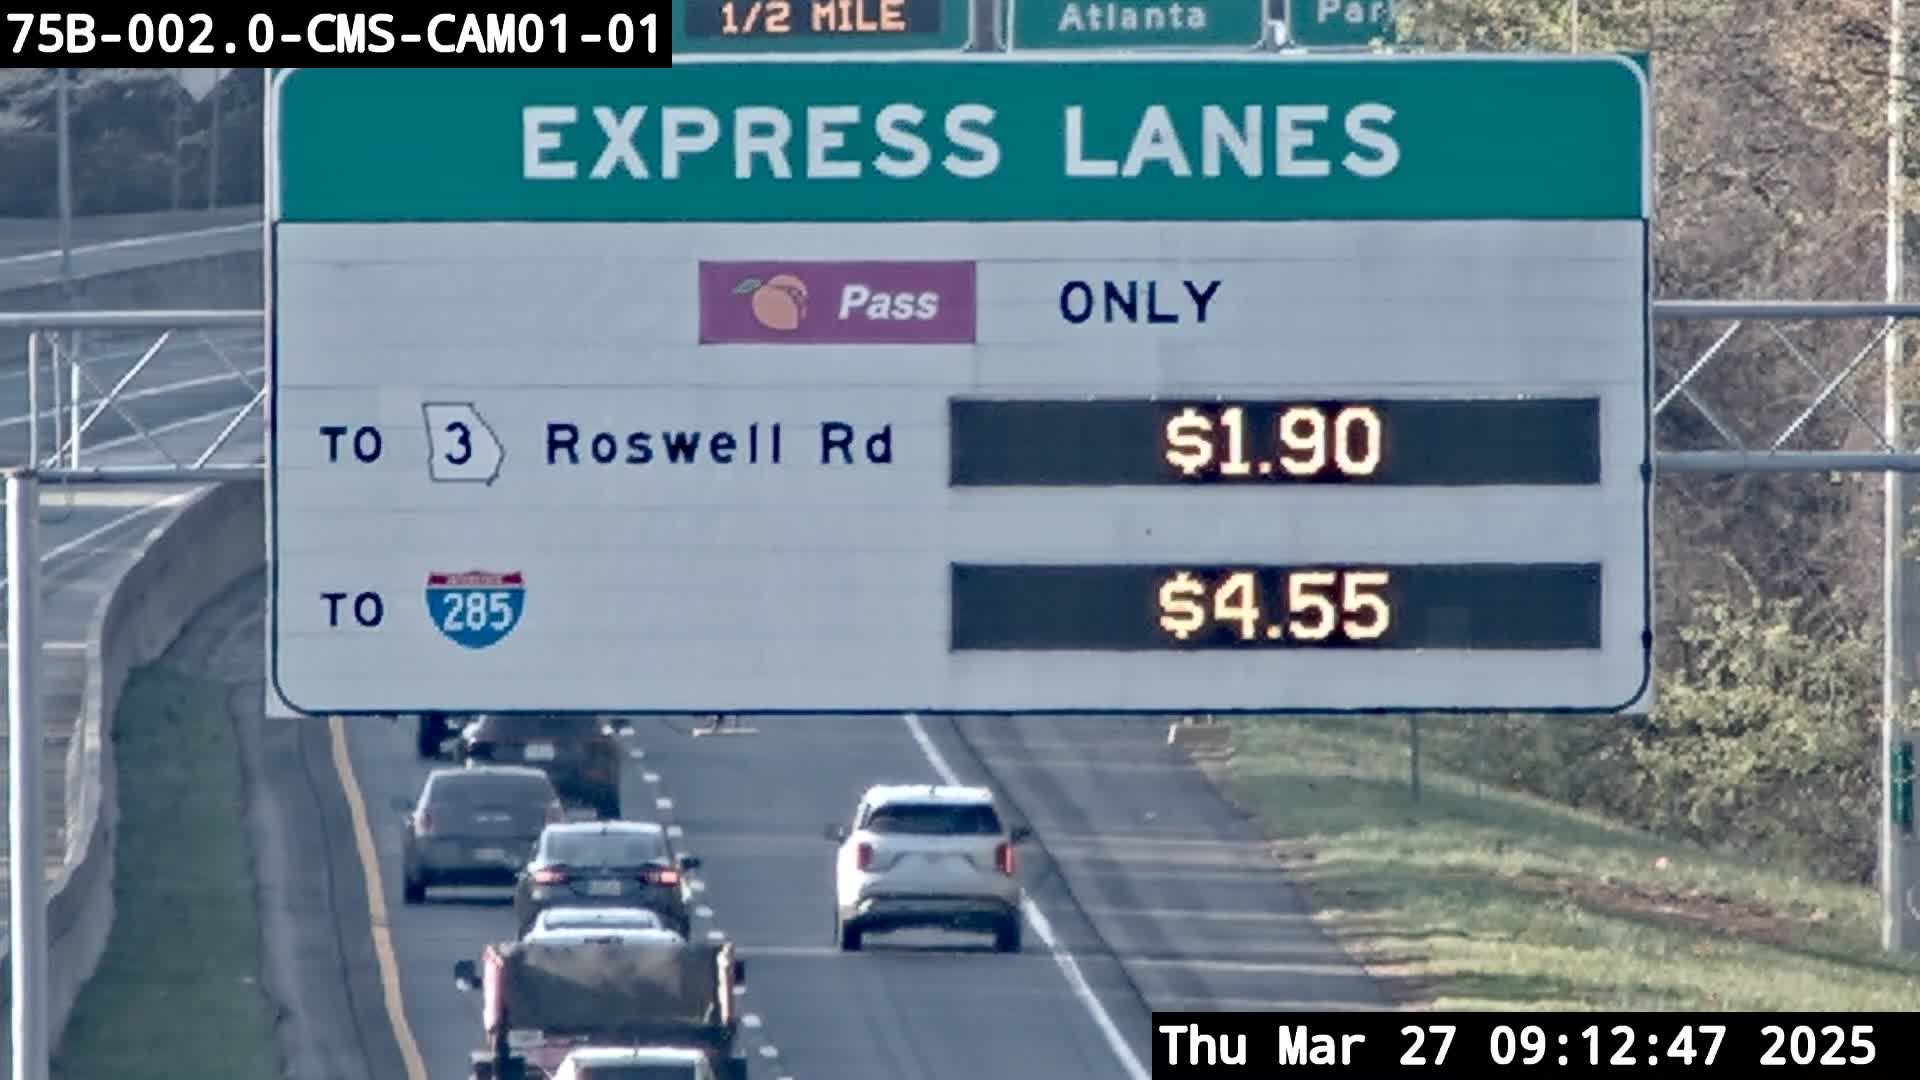 75B-002.0-CMS-CAM01-01
1/2 MILE
Atlanta
EXPRESS LANES
Pass ONLY
TO 3 Roswell Rd $1.90
TO INTERSTATE 285 $4.55
Thu Mar 27 09:12:47 2025